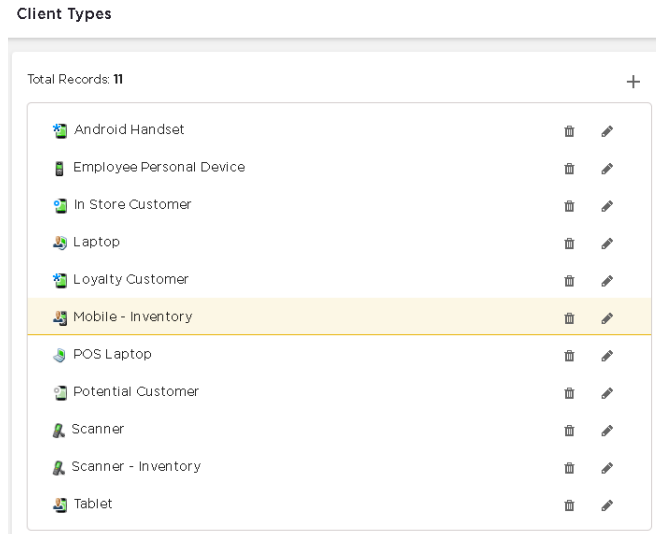 Client Types
Total Records: 11
Android Handset
Employee Personal Device
In Store Customer
Laptop
Loyalty Customer
Mobile - Inventory
POS Laptop
Potential Customer
Scanner
Scanner - Inventory
Tablet